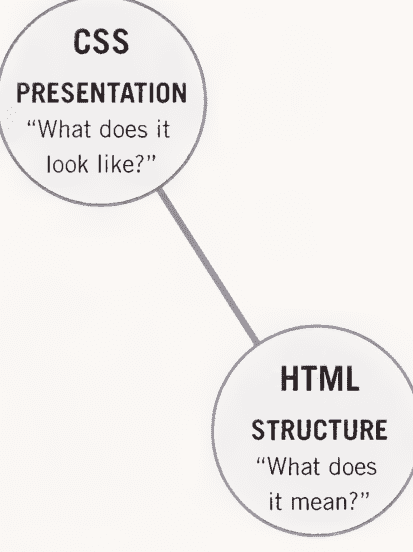 CSS
PRESENTATION
“What does it
look like?”
HTML
STRUCTURE
“What does
it mean?”